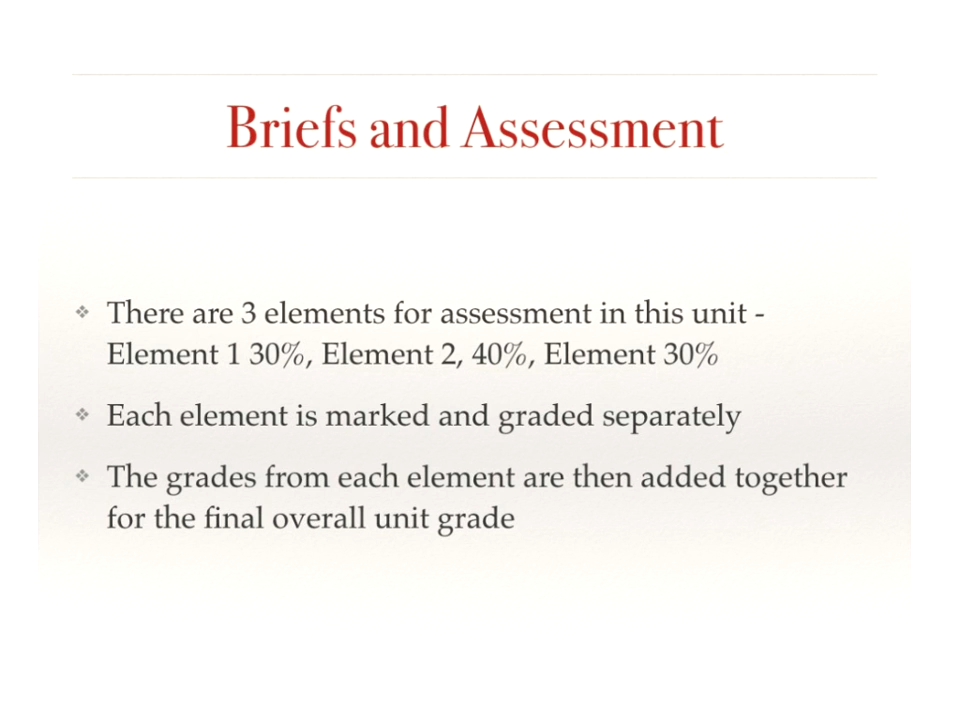 Briefs and Assessment
There are 3 elements for assessment in this unit -
Element 1 30%, Element 2, 40%, Element 30%
Each element is marked and graded separately
The grades from each element are then added together
for the final overall unit grade